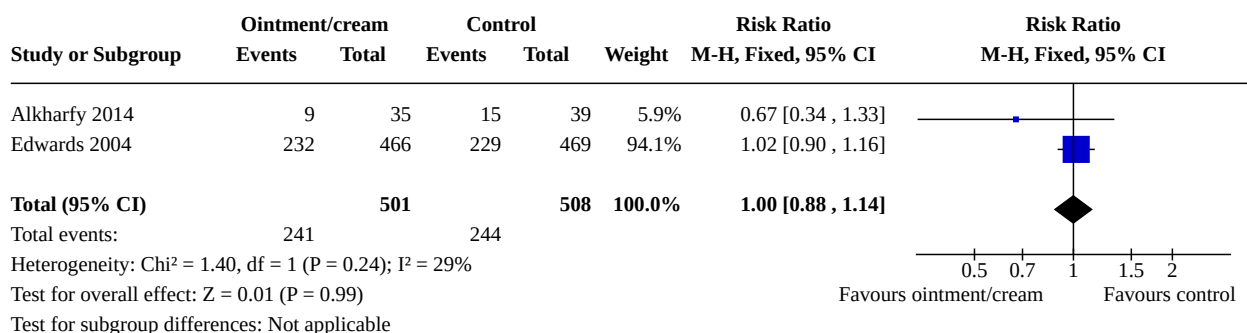 Ointment/cream Control Risk Ratio Risk Ratio
Study or Subgroup Events Total Events Total Weight M-H, Fixed, 95% CI M-H, Fixed, 95% CI
Alkharfy 2014 9 35 15 39 5.9% 0.67 [0.34 , 1.33]
Edwards 2004 232 466 229 469 94.1% 1.02 [0.90 , 1.16]
Total (95% CI) 501 508 100.0% 1.00 [0.88 , 1.14]
Total events: 241 244
Heterogeneity: Chi² = 1.40, df = 1 (P = 0.24); I² = 29%
0.5 0.7 1 1.5 2
Test for overall effect: Z = 0.01 (P = 0.99)
Favours ointment/cream Favours control
Test for subgroup differences: Not applicable